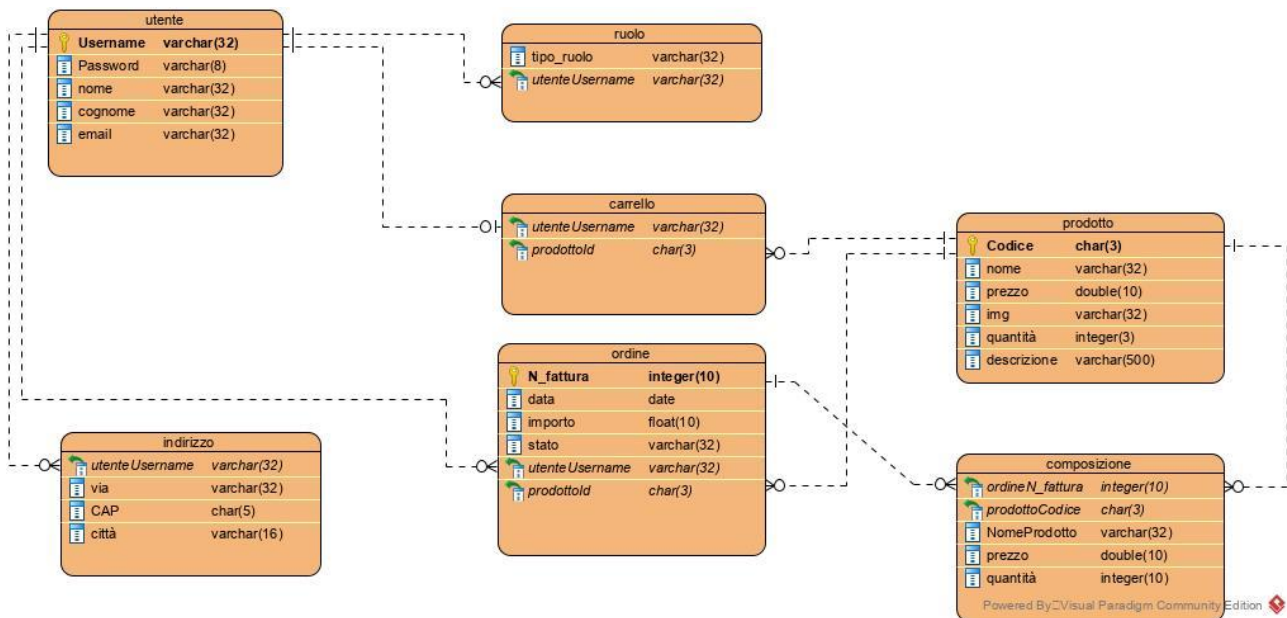 utente
Username varchar(32)
Password varchar(8)
nome varchar(32)
cognome varchar(32)
email varchar(32)
ruolo
tipo_ruolo varchar(32)
utenteUsername varchar(32)
carrello
utenteUsername varchar(32)
prodottoId char(3)
prodotto
Codice char(3)
nome varchar(32)
prezzo double(10)
img varchar(32)
quantità integer(3)
descrizione varchar(500)
ordine
N_fattura integer(10)
data date
importo float(10)
stato varchar(32)
utenteUsername varchar(32)
prodottoId char(3)
indirizzo
utenteUsername varchar(32)
via varchar(32)
CAP char(5)
città varchar(16)
composizione
ordineN_fattura integer(10)
prodottoCodice char(3)
NomeProdotto varchar(32)
prezzo double(10)
quantità integer(10)
Powered By Visual Paradigm Community Edition